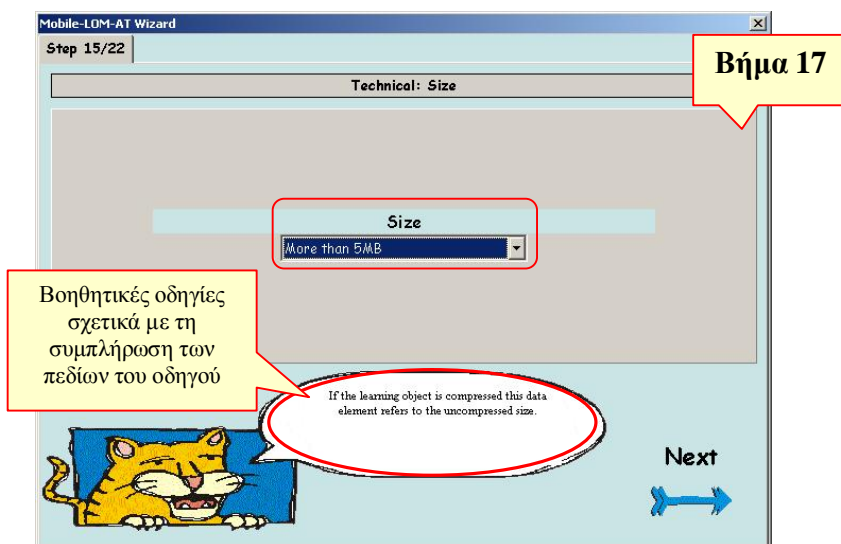 Mobile-LOM-AT Wizard
Step 15/22
Βήμα 17
Technical: Size
Size
More than 5MB
Βοηθητικές οδηγίες
σχετικά με τη
συμπλήρωση των
πεδίων του οδηγού
If the learning object is compressed this data
element refers to the uncompressed size.
Next